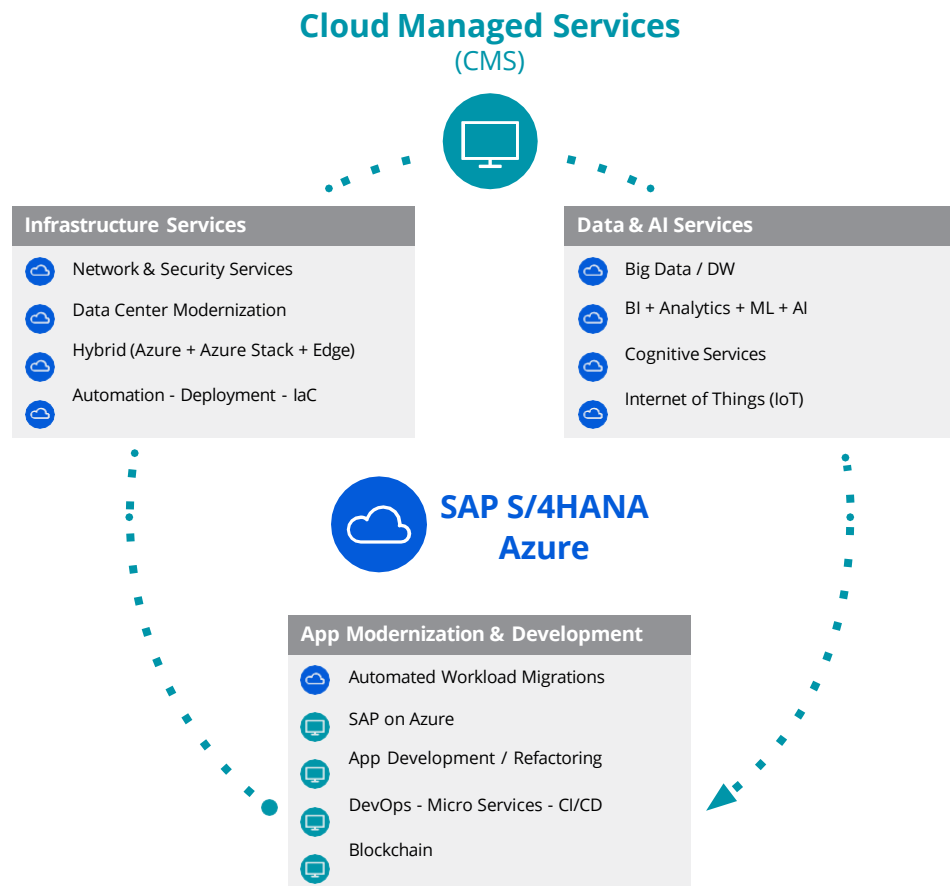 Cloud Managed Services
(CMS)
Infrastructure Services
Network & Security Services
Data Center Modernization
Hybrid (Azure + Azure Stack + Edge)
Automation - Deployment - IaC
Data & AI Services
Big Data / DW
BI + Analytics + ML + AI
Cognitive Services
Internet of Things (IoT)
SAP S/4HANA
Azure
App Modernization & Development
Automated Workload Migrations
SAP on Azure
App Development / Refactoring
DevOps - Micro Services - CI/CD
Blockchain